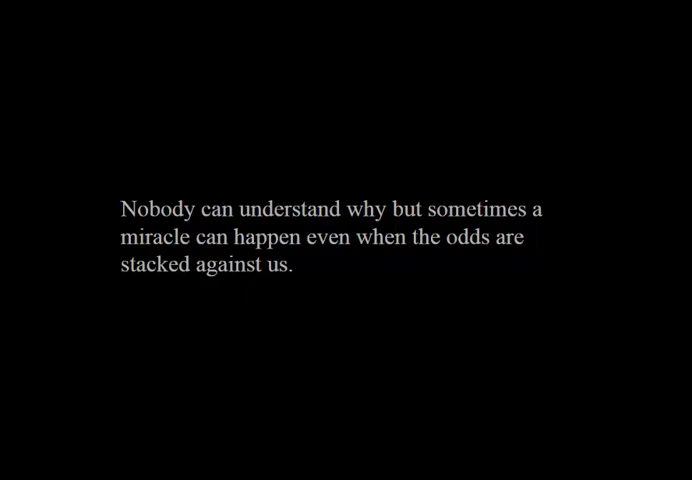 Nobody can understand why but sometimes a
miracle can happen even when the odds are
stacked against us.